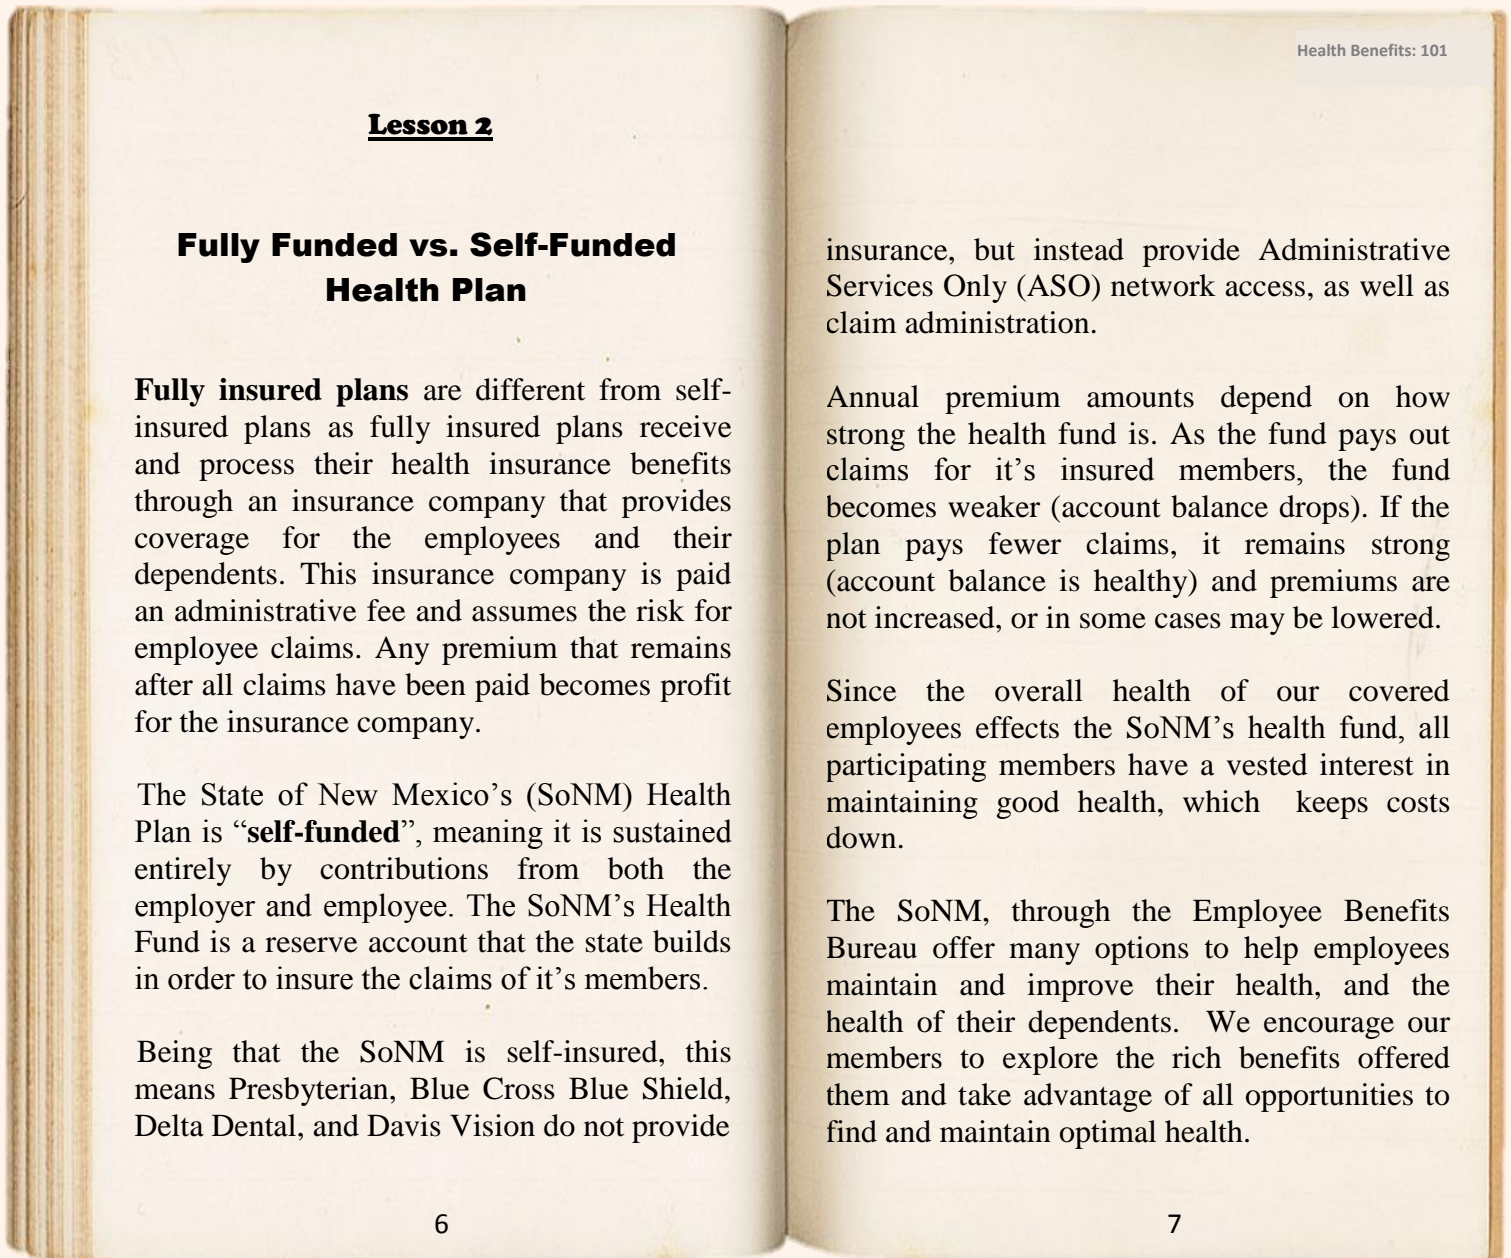 Health Benefits: 101
Lesson 2
Fully Funded vs. Self-Funded
Health Plan
Fully insured plans are different from self-
insured plans as fully insured plans receive
and process their health insurance benefits
through an insurance company that provides
coverage for the employees and their
dependents. This insurance company is paid
an administrative fee and assumes the risk for
employee claims. Any premium that remains
after all claims have been paid becomes profit
for the insurance company.
The State of New Mexico’s (SoNM) Health
Plan is “self-funded”, meaning it is sustained
entirely by contributions from both the
employer and employee. The SoNM’s Health
Fund is a reserve account that the state builds
in order to insure the claims of it’s members.
Being that the SoNM is self-insured, this
means Presbyterian, Blue Cross Blue Shield,
Delta Dental, and Davis Vision do not provide
6
insurance, but instead provide Administrative
Services Only (ASO) network access, as well as
claim administration.
Annual premium amounts depend on how
strong the health fund is. As the fund pays out
claims for it’s insured members, the fund
becomes weaker (account balance drops). If the
plan pays fewer claims, it remains strong
(account balance is healthy) and premiums are
not increased, or in some cases may be lowered.
Since the overall health of our covered
employees effects the SoNM’s health fund, all
participating members have a vested interest in
maintaining good health, which keeps costs
down.
The SoNM, through the Employee Benefits
Bureau offer many options to help employees
maintain and improve their health, and the
health of their dependents. We encourage our
members to explore the rich benefits offered
them and take advantage of all opportunities to
find and maintain optimal health.
7